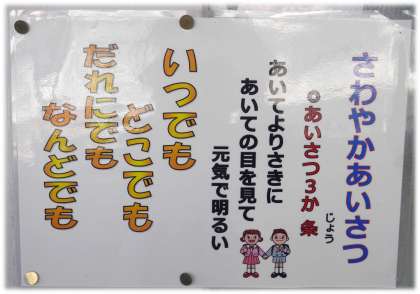 さわやかあいさつ
◎あいさつ3か条
じょう
あいてよりさきに
あいての目を見て
元気で明るい
いつでも
どこでも
だれにでも
なんどでも